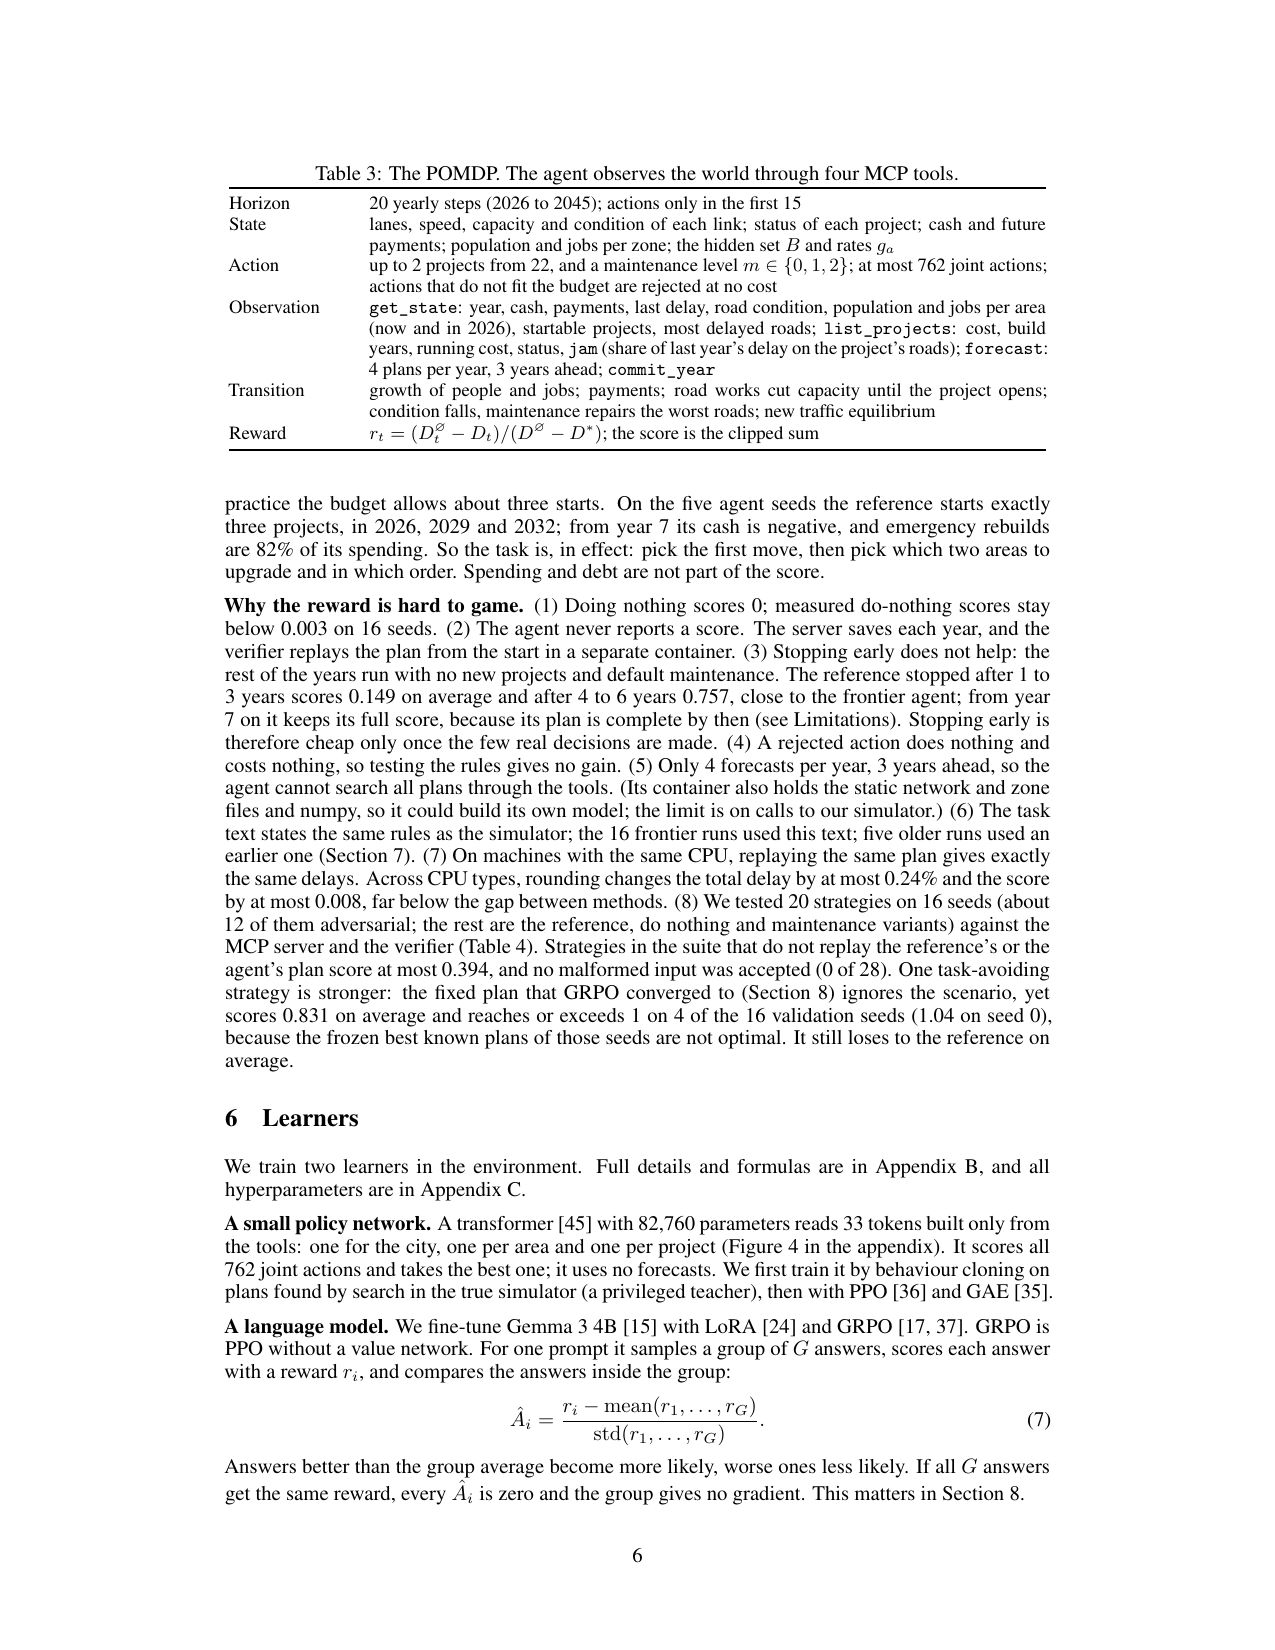 Table 3: The POMDP. The agent observes the world through four MCP tools.
Horizon 20 yearly steps (2026 to 2045); actions only in the first 15
State lanes, speed, capacity and condition of each link; status of each project; cash and future
payments; population and jobs per zone; the hidden set B and rates gₐ
Action up to 2 projects from 22, and a maintenance level m ∈ {0, 1, 2}; at most 762 joint actions;
actions that do not fit the budget are rejected at no cost
Observation get_state: year, cash, payments, last delay, road condition, population and jobs per area
(now and in 2026), startable projects, most delayed roads; list_projects: cost, build
years, running cost, status, jam (share of last year's delay on the project's roads); forecast:
4 plans per year, 3 years ahead; commit_year
Transition growth of people and jobs; payments; road works cut capacity until the project opens;
condition falls, maintenance repairs the worst roads; new traffic equilibrium
Reward r_t = (D_t^∅ − D_t)/(D^∅ − D^*); the score is the clipped sum
practice the budget allows about three starts. On the five agent seeds the reference starts exactly
three projects, in 2026, 2029 and 2032; from year 7 its cash is negative, and emergency rebuilds
are 82% of its spending. So the task is, in effect: pick the first move, then pick which two areas to
upgrade and in which order. Spending and debt are not part of the score.
Why the reward is hard to game. (1) Doing nothing scores 0; measured do-nothing scores stay
below 0.003 on 16 seeds. (2) The agent never reports a score. The server saves each year, and the
verifier replays the plan from the start in a separate container. (3) Stopping early does not help: the
rest of the years run with no new projects and default maintenance. The reference stopped after 1 to
3 years scores 0.149 on average and after 4 to 6 years 0.757, close to the frontier agent; from year
7 on it keeps its full score, because its plan is complete by then (see Limitations). Stopping early is
therefore cheap only once the few real decisions are made. (4) A rejected action does nothing and
costs nothing, so testing the rules gives no gain. (5) Only 4 forecasts per year, 3 years ahead, so the
agent cannot search all plans through the tools. (Its container also holds the static network and zone
files and numpy, so it could build its own model; the limit is on calls to our simulator.) (6) The task
text states the same rules as the simulator; the 16 frontier runs used this text; five older runs used an
earlier one (Section 7). (7) On machines with the same CPU, replaying the same plan gives exactly
the same delays. Across CPU types, rounding changes the total delay by at most 0.24% and the score
by at most 0.008, far below the gap between methods. (8) We tested 20 strategies on 16 seeds (about
12 of them adversarial; the rest are the reference, do nothing and maintenance variants) against the
MCP server and the verifier (Table 4). Strategies in the suite that do not replay the reference's or the
agent's plan score at most 0.394, and no malformed input was accepted (0 of 28). One task-avoiding
strategy is stronger: the fixed plan that GRPO converged to (Section 8) ignores the scenario, yet
scores 0.831 on average and reaches or exceeds 1 on 4 of the 16 validation seeds (1.04 on seed 0),
because the frozen best known plans of those seeds are not optimal. It still loses to the reference on
average.
6 Learners
We train two learners in the environment. Full details and formulas are in Appendix B, and all
hyperparameters are in Appendix C.
A small policy network. A transformer [45] with 82,760 parameters reads 33 tokens built only from
the tools: one for the city, one per area and one per project (Figure 4 in the appendix). It scores all
762 joint actions and takes the best one; it uses no forecasts. We first train it by behaviour cloning on
plans found by search in the true simulator (a privileged teacher), then with PPO [36] and GAE [35].
A language model. We fine-tune Gemma 3 4B [15] with LoRA [24] and GRPO [17, 37]. GRPO is
PPO without a value network. For one prompt it samples a group of G answers, scores each answer
with a reward r_i, and compares the answers inside the group:
Â_i = (r_i − mean(r_1, . . . , r_G)) / std(r_1, . . . , r_G). (7)
Answers better than the group average become more likely, worse ones less likely. If all G answers
get the same reward, every Â_i is zero and the group gives no gradient. This matters in Section 8.
6